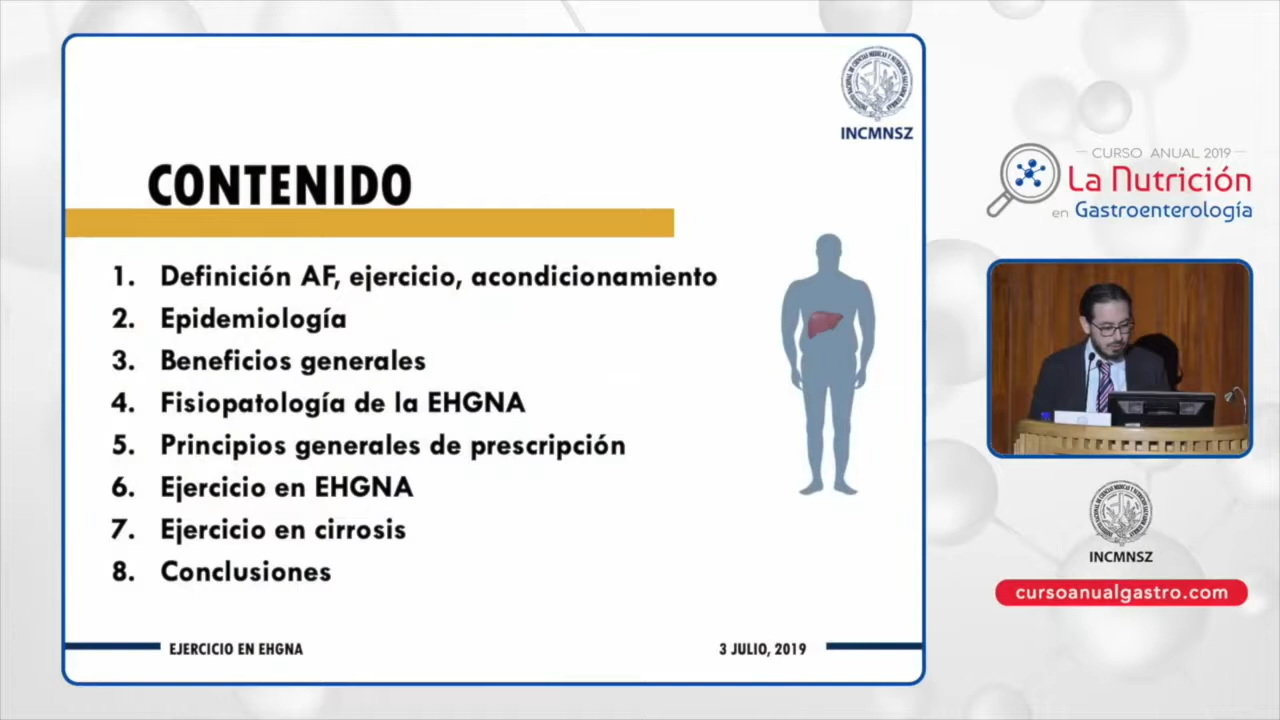 INCMNSZ
CONTENIDO
1. Definición AF, ejercicio, acondicionamiento
2. Epidemiología
3. Beneficios generales
4. Fisiopatología de la EHGNA
5. Principios generales de prescripción
6. Ejercicio en EHGNA
7. Ejercicio en cirrosis
8. Conclusiones
EJERCICIO EN EHGNA
3 JULIO, 2019
CURSO ANUAL 2019
La Nutrición
en Gastroenterología
INCMNSZ
cursoanualgastro.com